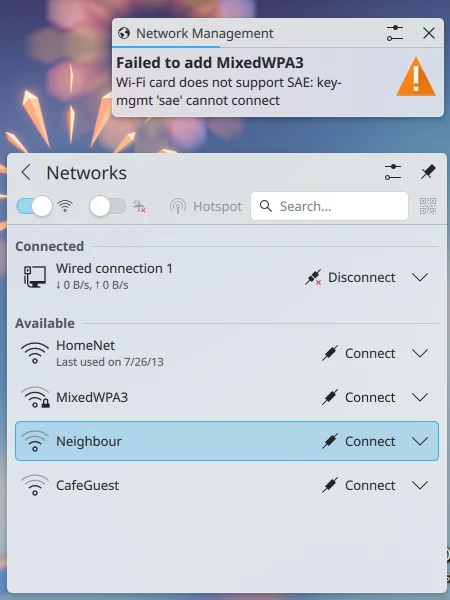 Network Management
Failed to add MixedWPA3
Wi-Fi card does not support SAE: key-
mgmt 'sae' cannot connect
Networks
Hotspot
Search...
Connected
Wired connection 1
Disconnect
↓ 0 B/s, ↑ 0 B/s
Available
HomeNet
Connect
Last used on 7/26/13
MixedWPA3
Connect
Neighbour
Connect
CafeGuest
Connect